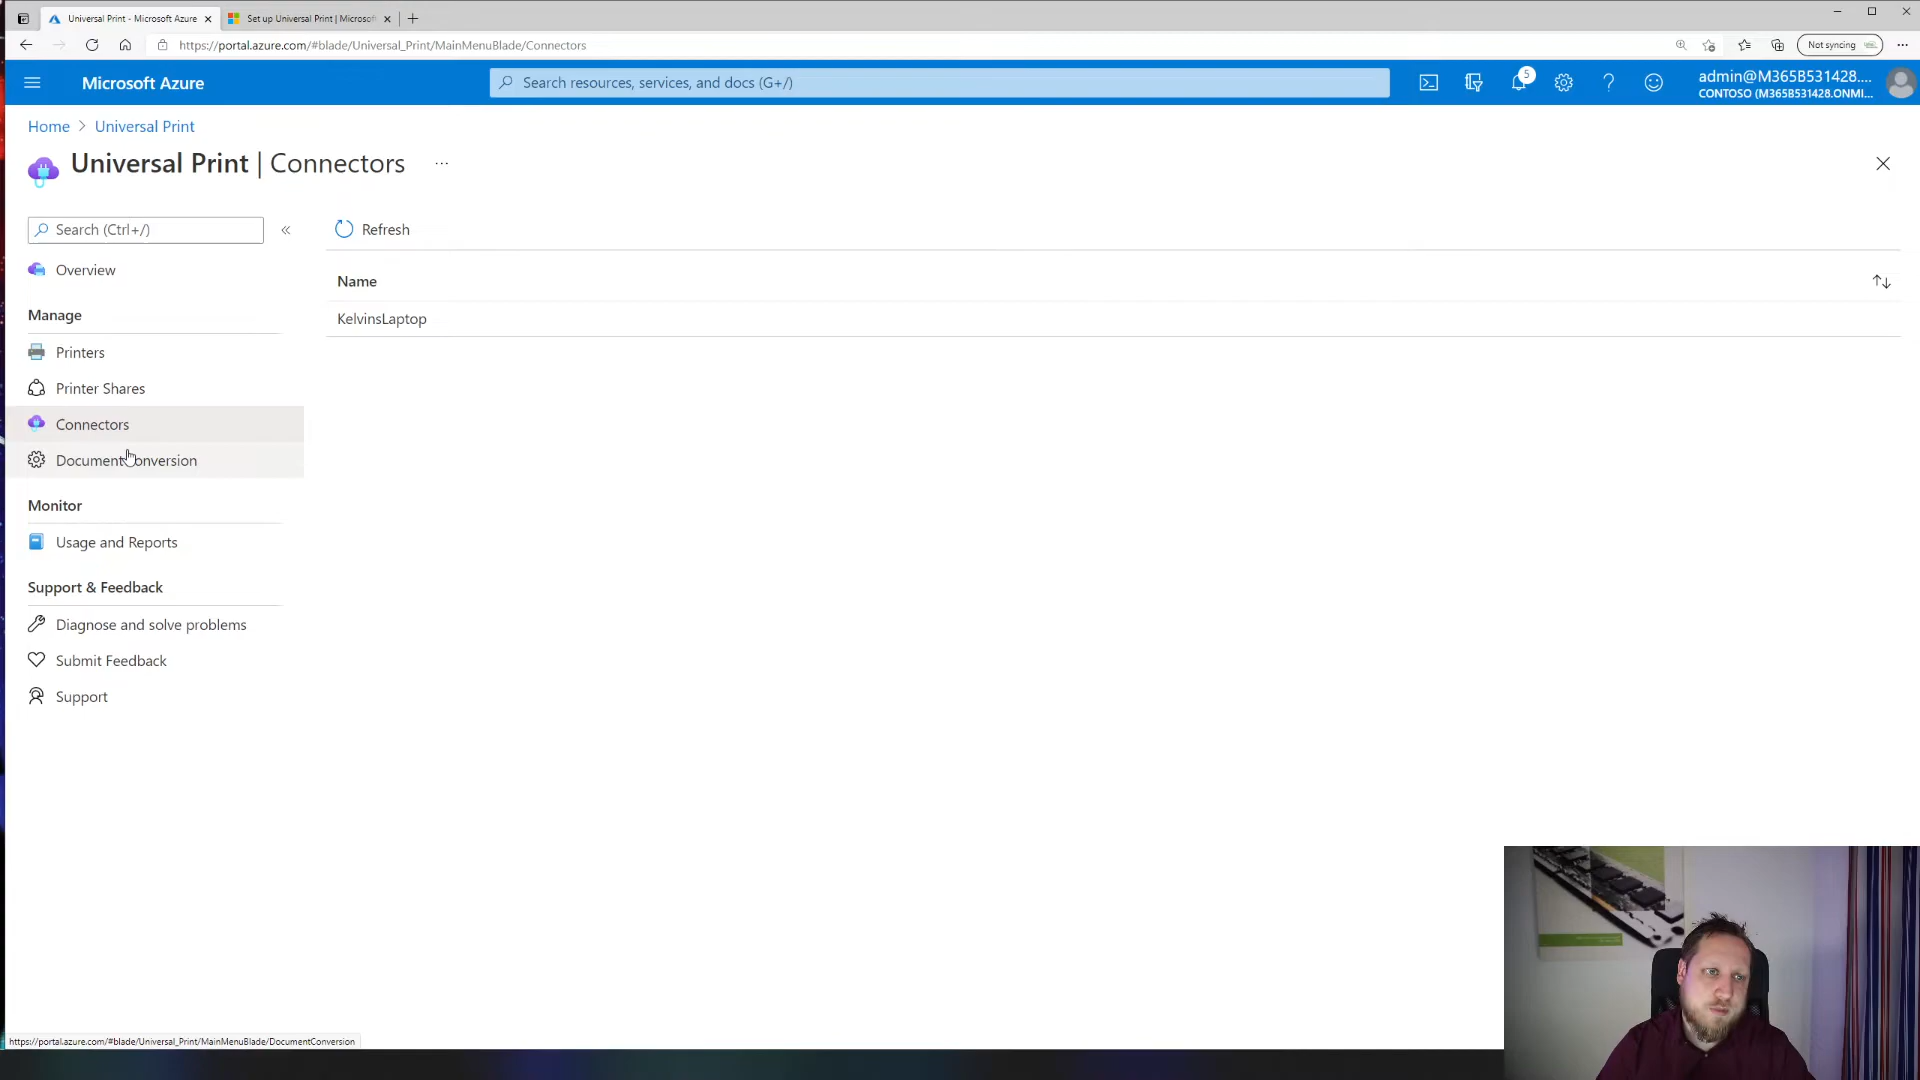 Universal Print - Microsoft Azure
Set up Universal Print | Microsof
https://portal.azure.com/#blade/Universal_Print/MainMenuBlade/Connectors
Not syncing
Microsoft Azure
Search resources, services, and docs (G+/)
5
admin@M365B531428....
CONTOSO (M365B531428.ONMI...
Home > Universal Print
Universal Print | Connectors ...
Search (Ctrl+/)
«
Refresh
Overview
Name
Manage
KelvinsLaptop
Printers
Printer Shares
Connectors
Document Conversion
Monitor
Usage and Reports
Support & Feedback
Diagnose and solve problems
Submit Feedback
Support
https://portal.azure.com/#blade/Universal_Print/MainMenuBlade/DocumentConversion